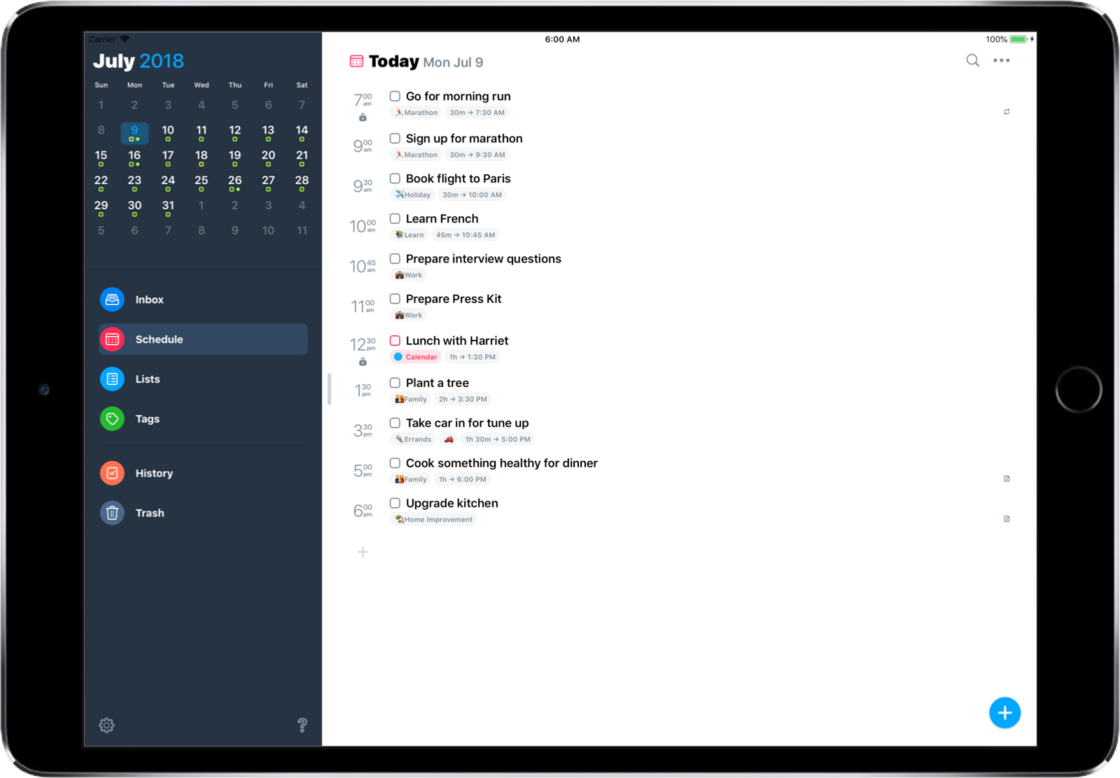 Carrier 6:00 AM 100%
July 2018
Sun Mon Tue Wed Thu Fri Sat
1 2 3 4 5 6 7
8 9 10 11 12 13 14
15 16 17 18 19 20 21
22 23 24 25 26 27 28
29 30 31 1 2 3 4
5 6 7 8 9 10 11
Inbox
Schedule
Lists
Tags
History
Trash
?
Today Mon Jul 9
7 00 am Go for morning run
Marathon 30m → 7:30 AM
9 00 am Sign up for marathon
Marathon 30m → 9:30 AM
9 30 am Book flight to Paris
Holiday 30m → 10:00 AM
10 00 am Learn French
Learn 45m → 10:45 AM
10 45 am Prepare interview questions
Work
11 00 am Prepare Press Kit
Work
12 30 pm Lunch with Harriet
Calendar 1h → 1:30 PM
1 30 pm Plant a tree
Family 2h → 3:30 PM
3 30 pm Take car in for tune up
Errands 1h 30m → 5:00 PM
5 00 pm Cook something healthy for dinner
Family 1h → 6:00 PM
6 00 pm Upgrade kitchen
Home Improvement
+
+